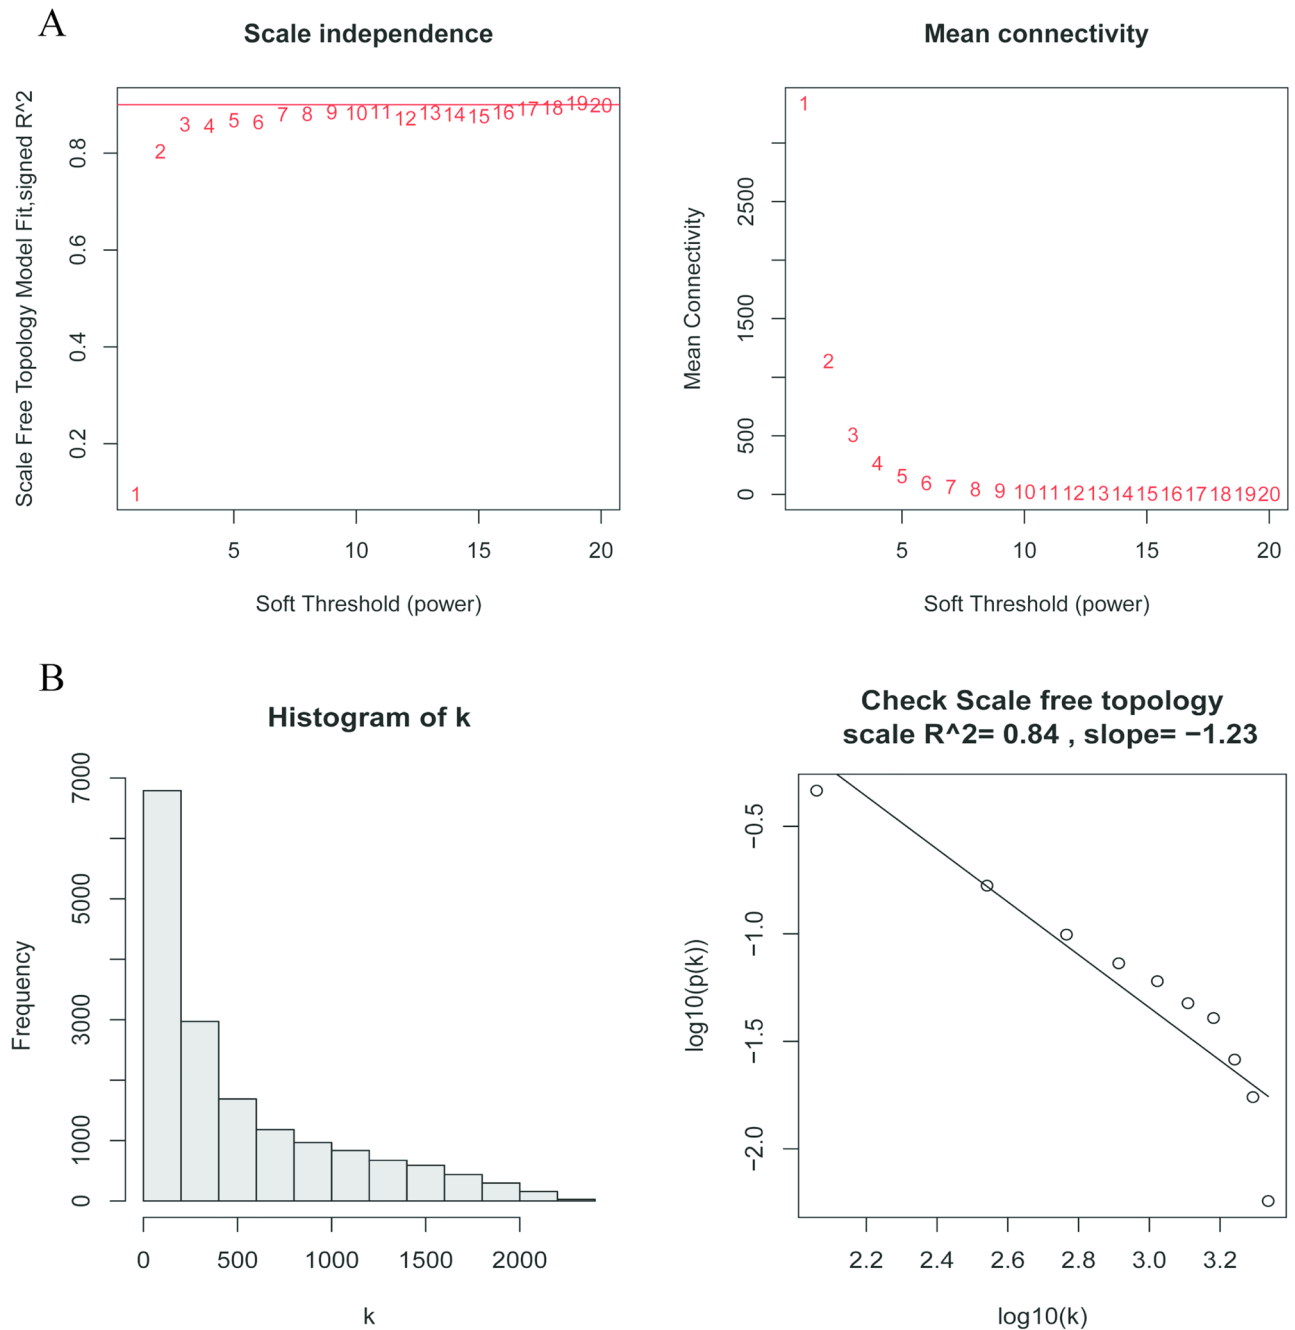 A
Scale independence
Scale Free Topology Model Fit,signed R^2
0.2 0.4 0.6 0.8
1 2 3 4 5 6 7 8 9 10 11 12 13 14 15 16 17 18 19 20
5 10 15 20
Soft Threshold (power)
Mean connectivity
Mean Connectivity
0 500 1500 2500
1 2 3 4 5 6 7 8 9 10 11 12 13 14 15 16 17 18 19 20
5 10 15 20
Soft Threshold (power)
B
Histogram of k
Frequency
0 1000 3000 5000 7000
0 500 1000 1500 2000
k
Check Scale free topology
scale R^2= 0.84 , slope= −1.23
log10(p(k))
−2.0 −1.5 −1.0 −0.5
2.2 2.4 2.6 2.8 3.0 3.2
log10(k)